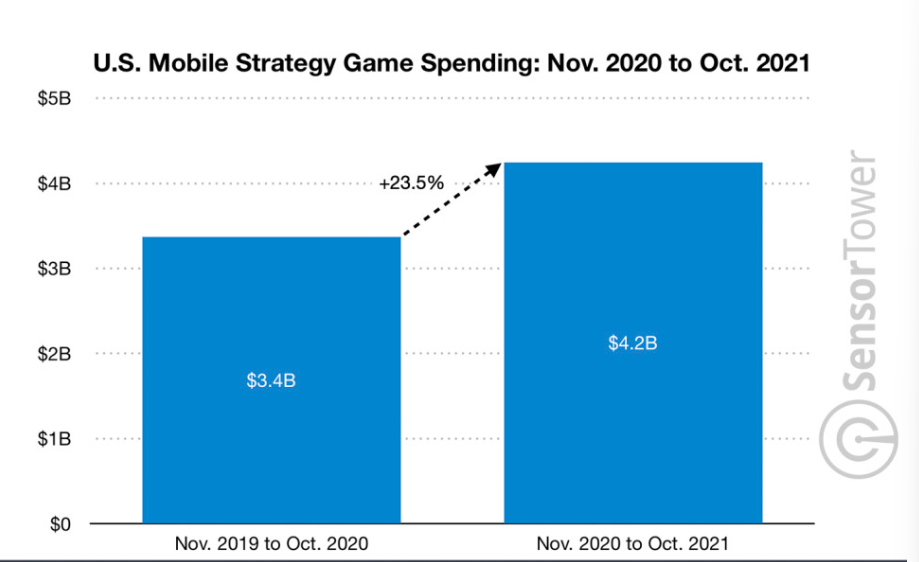 U.S. Mobile Strategy Game Spending: Nov. 2020 to Oct. 2021
$5B
$4B
$3B
$2B
$1B
$0
+23.5%
$3.4B
$4.2B
Nov. 2019 to Oct. 2020
Nov. 2020 to Oct. 2021
SensorTower